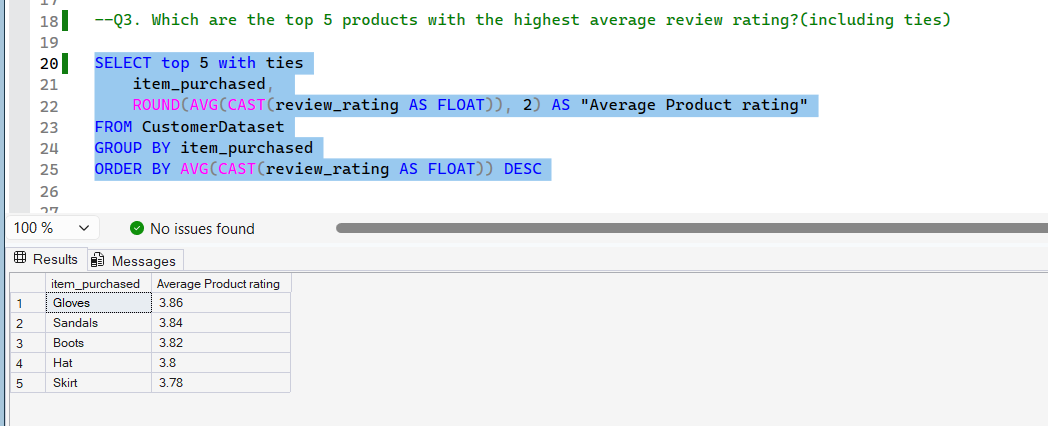 18 --Q3. Which are the top 5 products with the highest average review rating?(including ties)
19
20 SELECT top 5 with ties
21 item_purchased,
22 ROUND(AVG(CAST(review_rating AS FLOAT)), 2) AS "Average Product rating"
23 FROM CustomerDataset
24 GROUP BY item_purchased
25 ORDER BY AVG(CAST(review_rating AS FLOAT)) DESC
26
100 % No issues found
Results Messages
item_purchased Average Product rating
1 Gloves 3.86
2 Sandals 3.84
3 Boots 3.82
4 Hat 3.8
5 Skirt 3.78